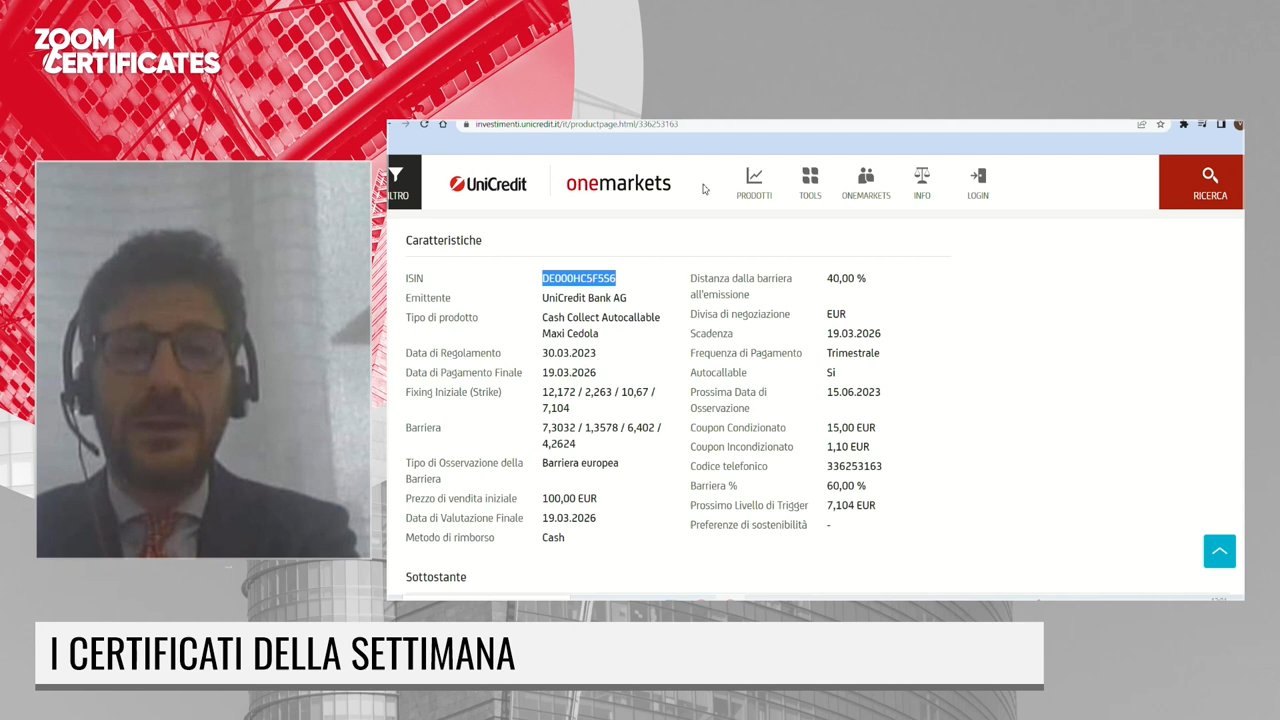 ZOOM
CERTIFICATES
investimenti.unicredit.it/it/productpage.html/336253163
LTRO
UniCredit
onemarkets
PRODOTTI
TOOLS
ONEMARKETS
INFO
LOGIN
RICERCA
Caratteristiche
ISIN
DE000HC5F5S6
Emittente
UniCredit Bank AG
Tipo di prodotto
Cash Collect Autocallable
Maxi Cedola
Data di Regolamento
30.03.2023
Data di Pagamento Finale
19.03.2026
Fixing Iniziale (Strike)
12,172 / 2,263 / 10,67 /
7,104
Barriera
7,3032 / 1,3578 / 6,402 /
4,2624
Tipo di Osservazione della
Barriera
Barriera europea
Prezzo di vendita iniziale
100,00 EUR
Data di Valutazione Finale
19.03.2026
Metodo di rimborso
Cash
Distanza dalla barriera
all'emissione
40,00 %
Divisa di negoziazione
EUR
Scadenza
19.03.2026
Frequenza di Pagamento
Trimestrale
Autocallable
Si
Prossima Data di
Osservazione
15.06.2023
Coupon Condizionato
15,00 EUR
Coupon Incondizionato
1,10 EUR
Codice telefonico
336253163
Barriera %
60,00 %
Prossimo Livello di Trigger
7,104 EUR
Preferenze di sostenibilità
-
Sottostante
I CERTIFICATI DELLA SETTIMANA